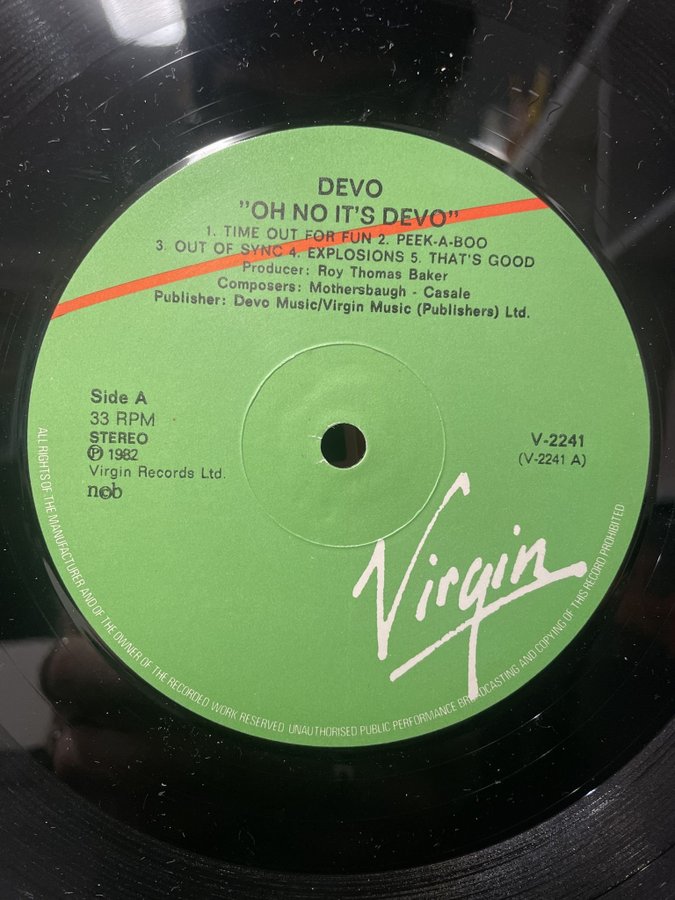 DEVO
"OH NO IT'S DEVO"
1. TIME OUT FOR FUN 2. PEEK-A-BOO
3. OUT OF SYNC 4. EXPLOSIONS 5. THAT'S GOOD
Producer: Roy Thomas Baker
Composers: Mothersbaugh - Casale
Publisher: Devo Music/Virgin Music (Publishers) Ltd.
Side A
33 RPM
STEREO
Ⓟ 1982
Virgin Records Ltd.
n©b
V-2241
(V-2241 A)
Virgin
ALL RIGHTS OF THE MANUFACTURER AND OF THE OWNER OF THE RECORDED WORK RESERVED UNAUTHORISED PUBLIC PERFORMANCE BROADCASTING AND COPYING OF THIS RECORD PROHIBITED